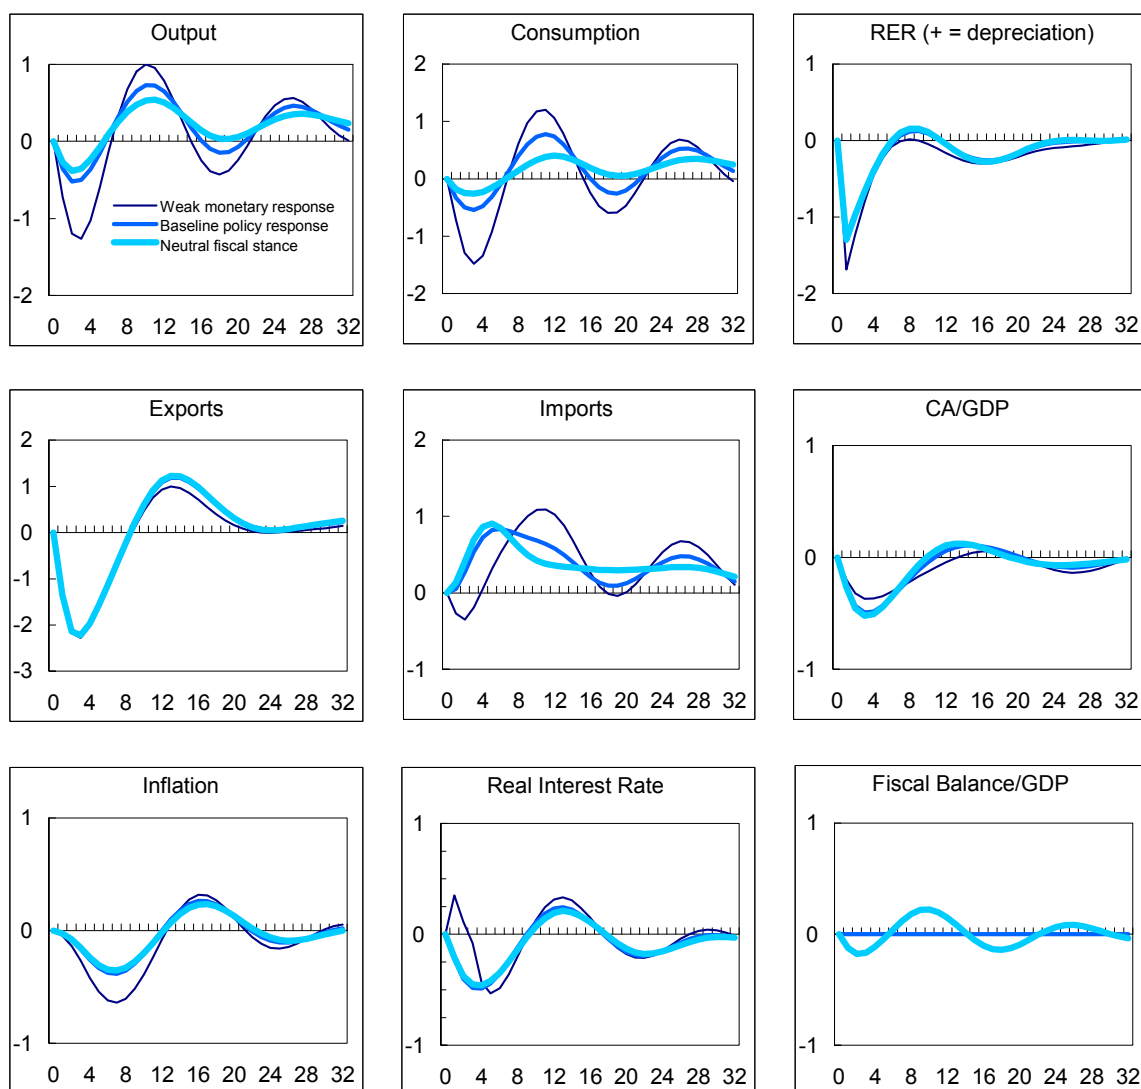 Output
1
0
-1
-2
Weak monetary response
Baseline policy response
Neutral fiscal stance
0 4 8 12 16 20 24 28 32
Consumption
2
1
0
1
2
0 4 8 12 16 20 24 28 32
RER (+ = depreciation)
1
0
-1
-2
0 4 8 12 16 20 24 28 32
Exports
2
1
0
-1
-2
-3
0 4 8 12 16 20 24 28 32
Imports
2
1
0
-1
0 4 8 12 16 20 24 28 32
CA/GDP
1
0
-1
0 4 8 12 16 20 24 28 32
Inflation
1
0
-1
0 4 8 12 16 20 24 28 32
Real Interest Rate
1
0
-1
0 4 8 12 16 20 24 28 32
Fiscal Balance/GDP
1
0
-1
0 4 8 12 16 20 24 28 32